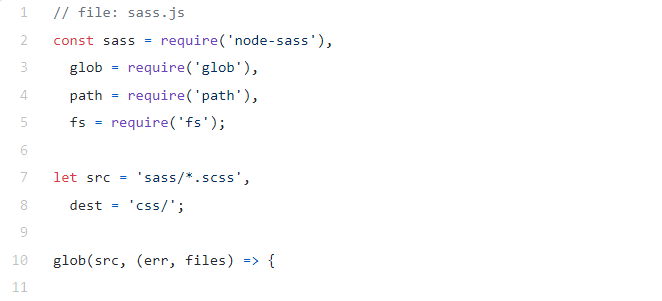 1 // file: sass.js
2 const sass = require('node-sass'),
3 glob = require('glob'),
4 path = require('path'),
5 fs = require('fs');
6
7 let src = 'sass/*.scss',
8 dest = 'css/';
9
10 glob(src, (err, files) => {
11